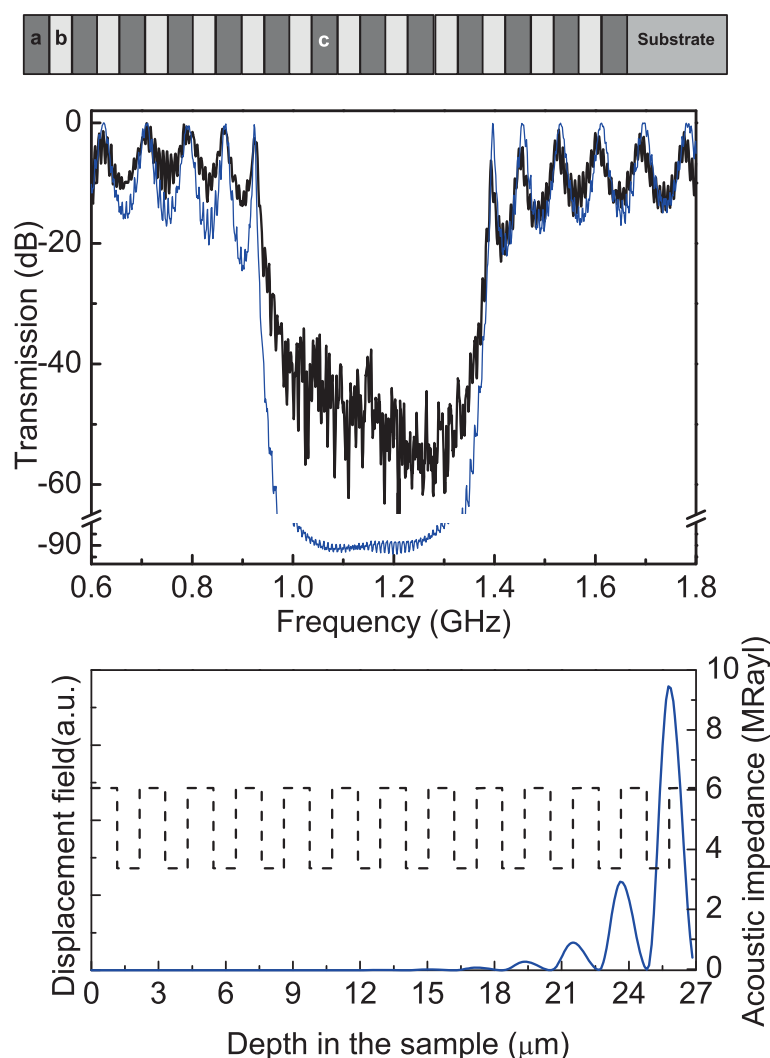 a b c Substrate
0
-20
-40
-60
-90
Transmission (dB)
0.6 0.8 1.0 1.2 1.4 1.6 1.8
Frequency (GHz)
Displacement field(a.u.)
10
8
6
4
2
0
Acoustic impedance (MRayl)
0 3 6 9 12 15 18 21 24 27
Depth in the sample (μm)